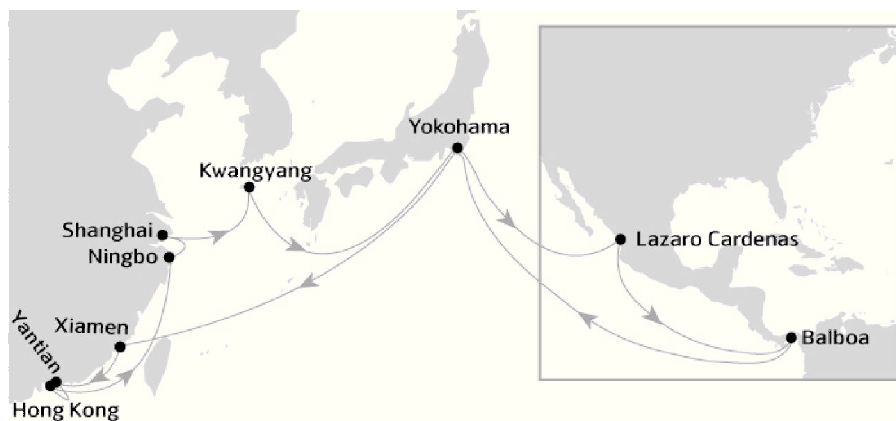 Yokohama
Kwangyang
Shanghai
Ningbo
Lazaro Cardenas
Xiamen
Yantian
Balboa
Hong Kong